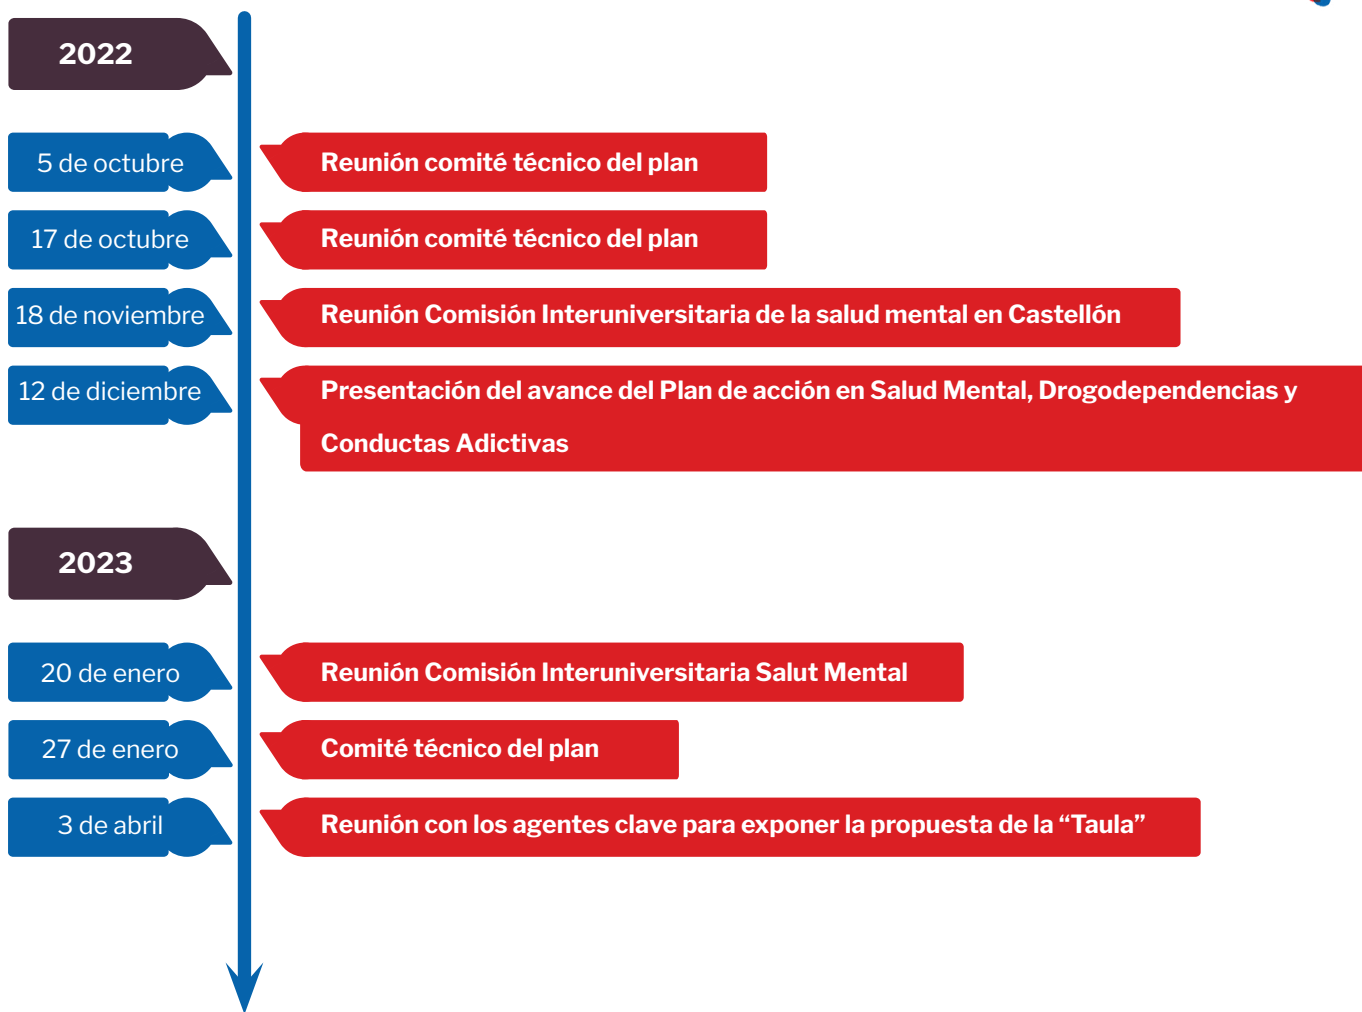 2022
5 de octubre
Reunión comité técnico del plan
17 de octubre
Reunión comité técnico del plan
18 de noviembre
Reunión Comisión Interuniversitaria de la salud mental en Castellón
12 de diciembre
Presentación del avance del Plan de acción en Salud Mental, Drogodependencias y
Conductas Adictivas
2023
20 de enero
Reunión Comisión Interuniversitaria Salut Mental
27 de enero
Comité técnico del plan
3 de abril
Reunión con los agentes clave para exponer la propuesta de la “Taula”